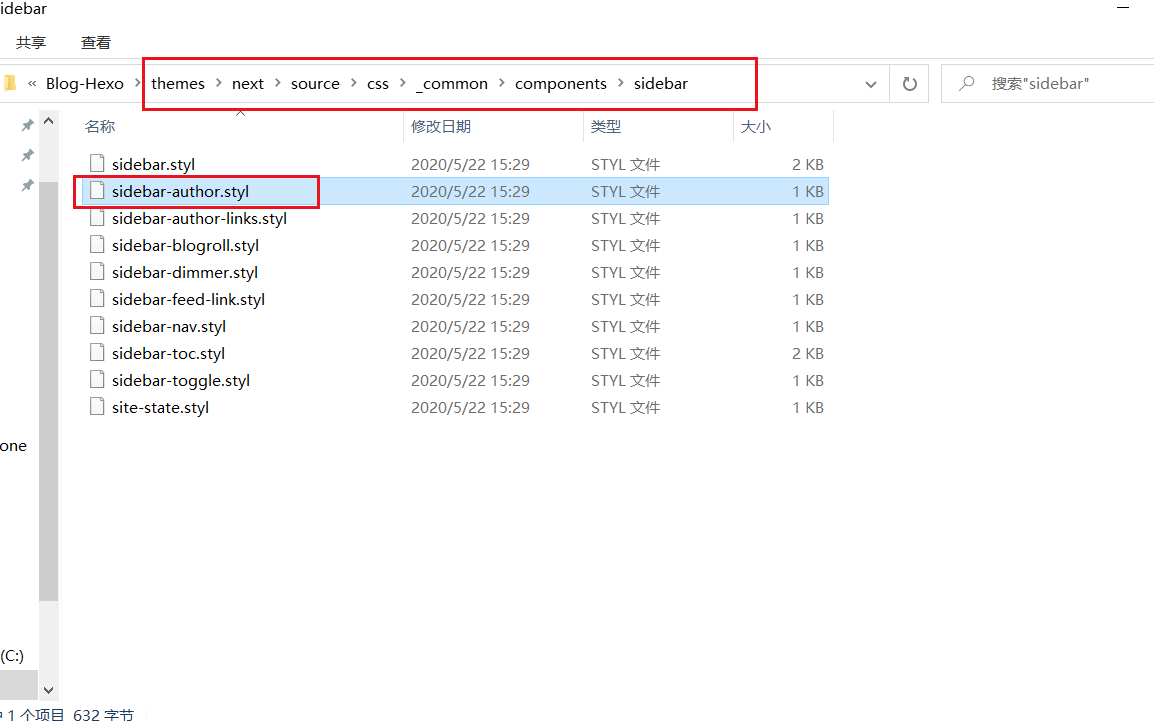 idebar
共享 查看
« Blog-Hexo > themes > next > source > css > _common > components > sidebar 搜索"sidebar"
名称 修改日期 类型 大小
sidebar.styl 2020/5/22 15:29 STYL 文件 2 KB
sidebar-author.styl 2020/5/22 15:29 STYL 文件 1 KB
sidebar-author-links.styl 2020/5/22 15:29 STYL 文件 1 KB
sidebar-blogroll.styl 2020/5/22 15:29 STYL 文件 1 KB
sidebar-dimmer.styl 2020/5/22 15:29 STYL 文件 1 KB
sidebar-feed-link.styl 2020/5/22 15:29 STYL 文件 1 KB
sidebar-nav.styl 2020/5/22 15:29 STYL 文件 1 KB
sidebar-toc.styl 2020/5/22 15:29 STYL 文件 2 KB
sidebar-toggle.styl 2020/5/22 15:29 STYL 文件 1 KB
site-state.styl 2020/5/22 15:29 STYL 文件 1 KB
one
(C:)
1 个项目 632 字节